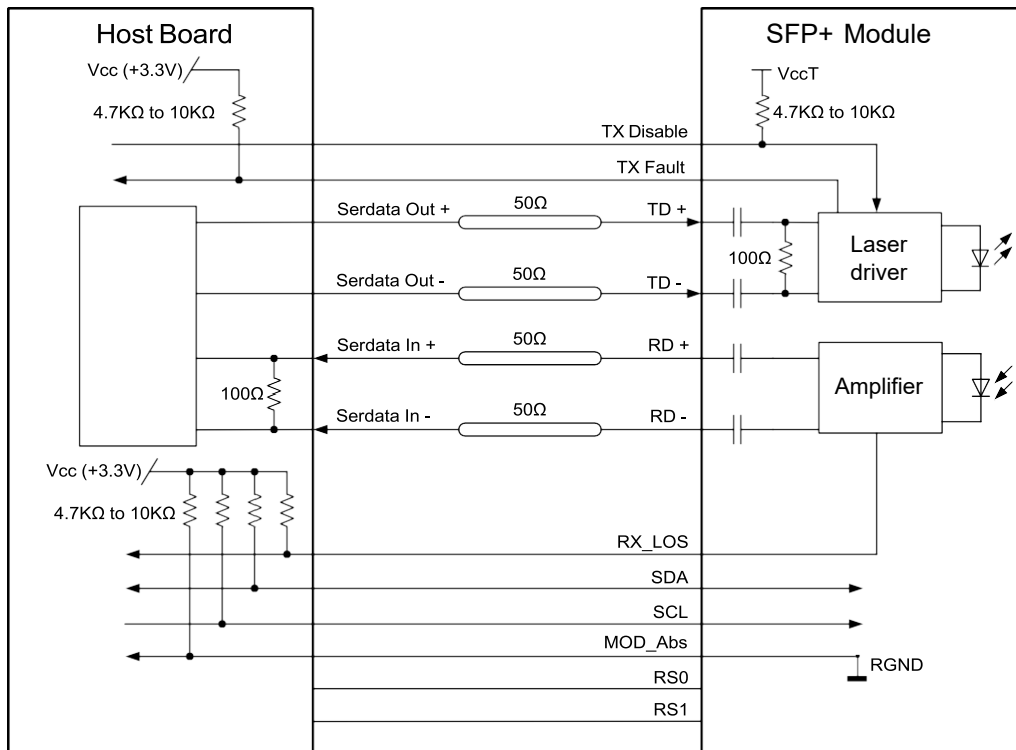 Host Board
SFP+ Module
Vcc (+3.3V)
VccT
4.7KΩ to 10KΩ
4.7KΩ to 10KΩ
TX Disable
TX Fault
Serdata Out +
50Ω
TD +
100Ω
Laser
driver
Serdata Out -
50Ω
TD -
Serdata In +
50Ω
RD +
100Ω
Amplifier
Serdata In -
50Ω
RD -
Vcc (+3.3V)
4.7KΩ to 10KΩ
RX_LOS
SDA
SCL
MOD_Abs
RGND
RS0
RS1